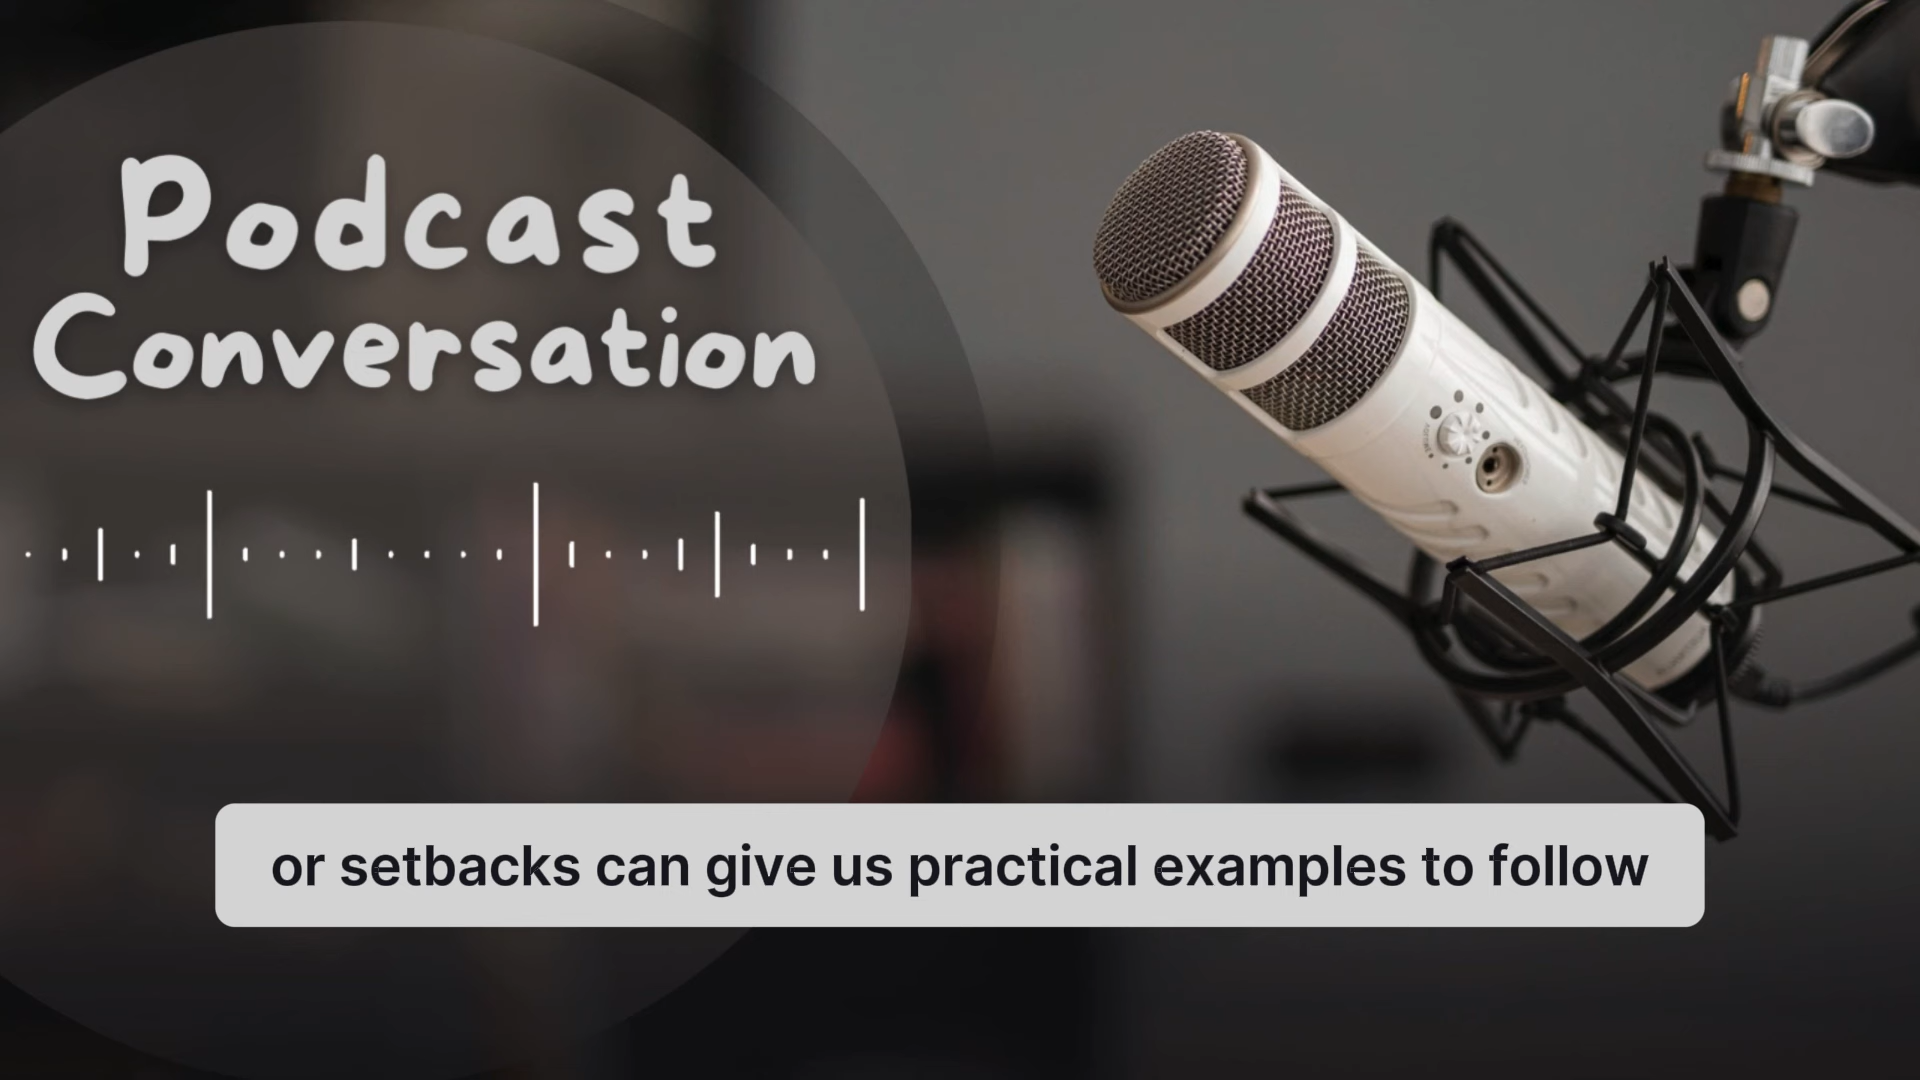 Podcast
Conversation
or setbacks can give us practical examples to follow